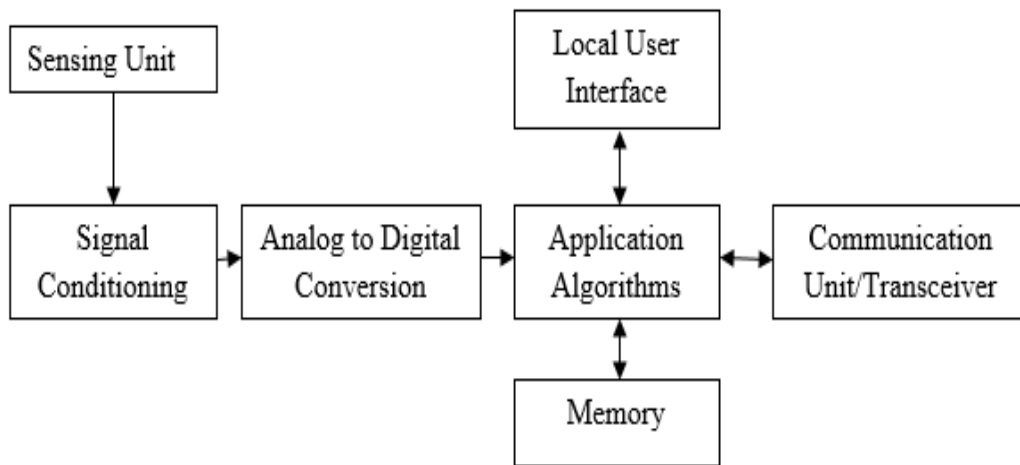 Sensing Unit
Local User
Interface
Signal
Conditioning
Analog to Digital
Conversion
Application
Algorithms
Communication
Unit/Transceiver
Memory